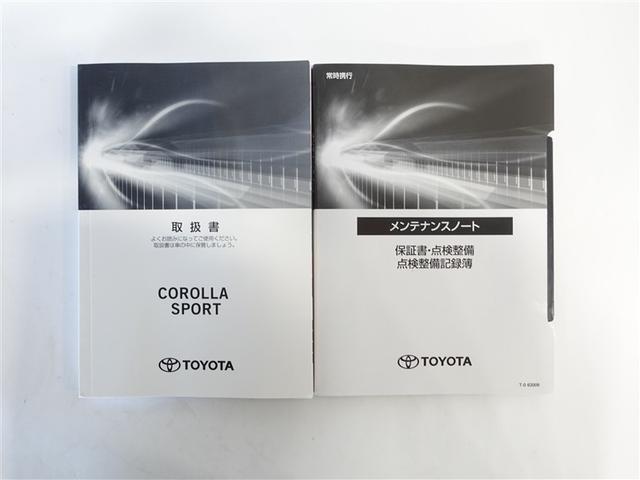 取扱書
よくお読みになってご使用ください。
取扱書は車の中に保管しましょう。
COROLLA
SPORT
TOYOTA
常時携行
メンテナンスノート
保証書・点検整備
点検整備記録簿
TOYOTA